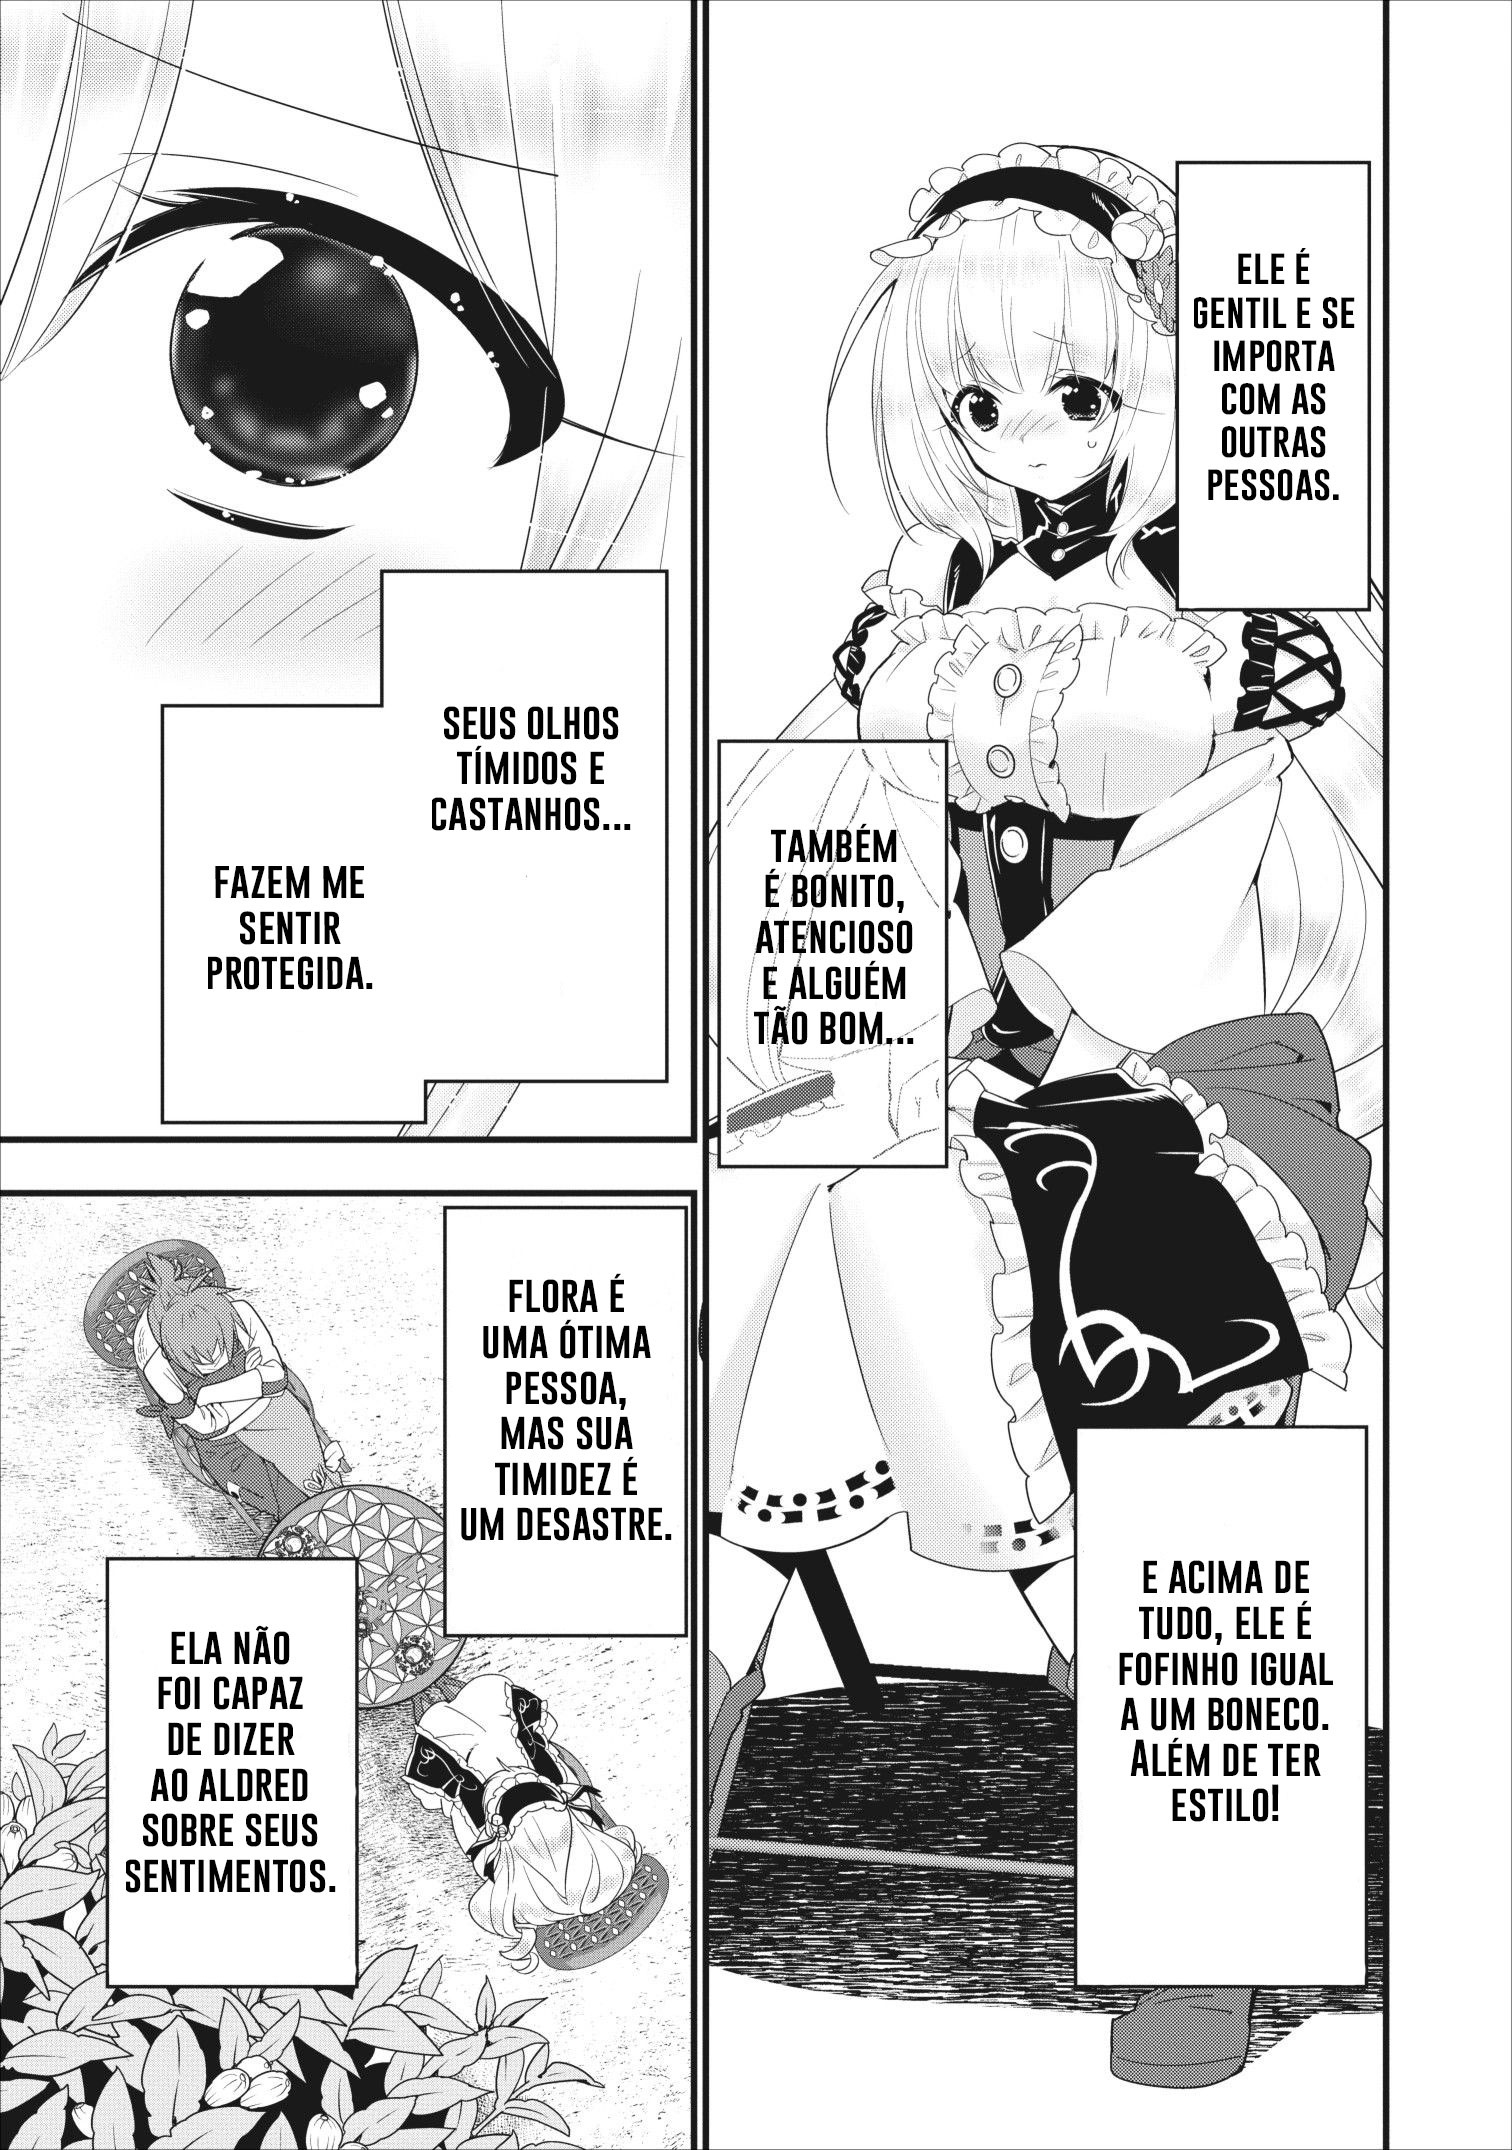 ELE É
GENTIL E SE
IMPORTA
COM AS
OUTRAS
PESSOAS.
TAMBÉM
É BONITO,
ATENCIOSO
E ALGUÉM
TÃO BOM...
E ACIMA DE
TUDO, ELE É
FOFINHO IGUAL
A UM BONECO.
ALÉM DE TER
ESTILO!
SEUS OLHOS
TÍMIDOS E
CASTANHOS...
FAZEM ME
SENTIR
PROTEGIDA.
FLORA É
UMA ÓTIMA
PESSOA,
MAS SUA
TIMIDEZ É
UM DESASTRE.
ELA NÃO
FOI CAPAZ
DE DIZER
AO ALDRED
SOBRE SEUS
SENTIMENTOS.